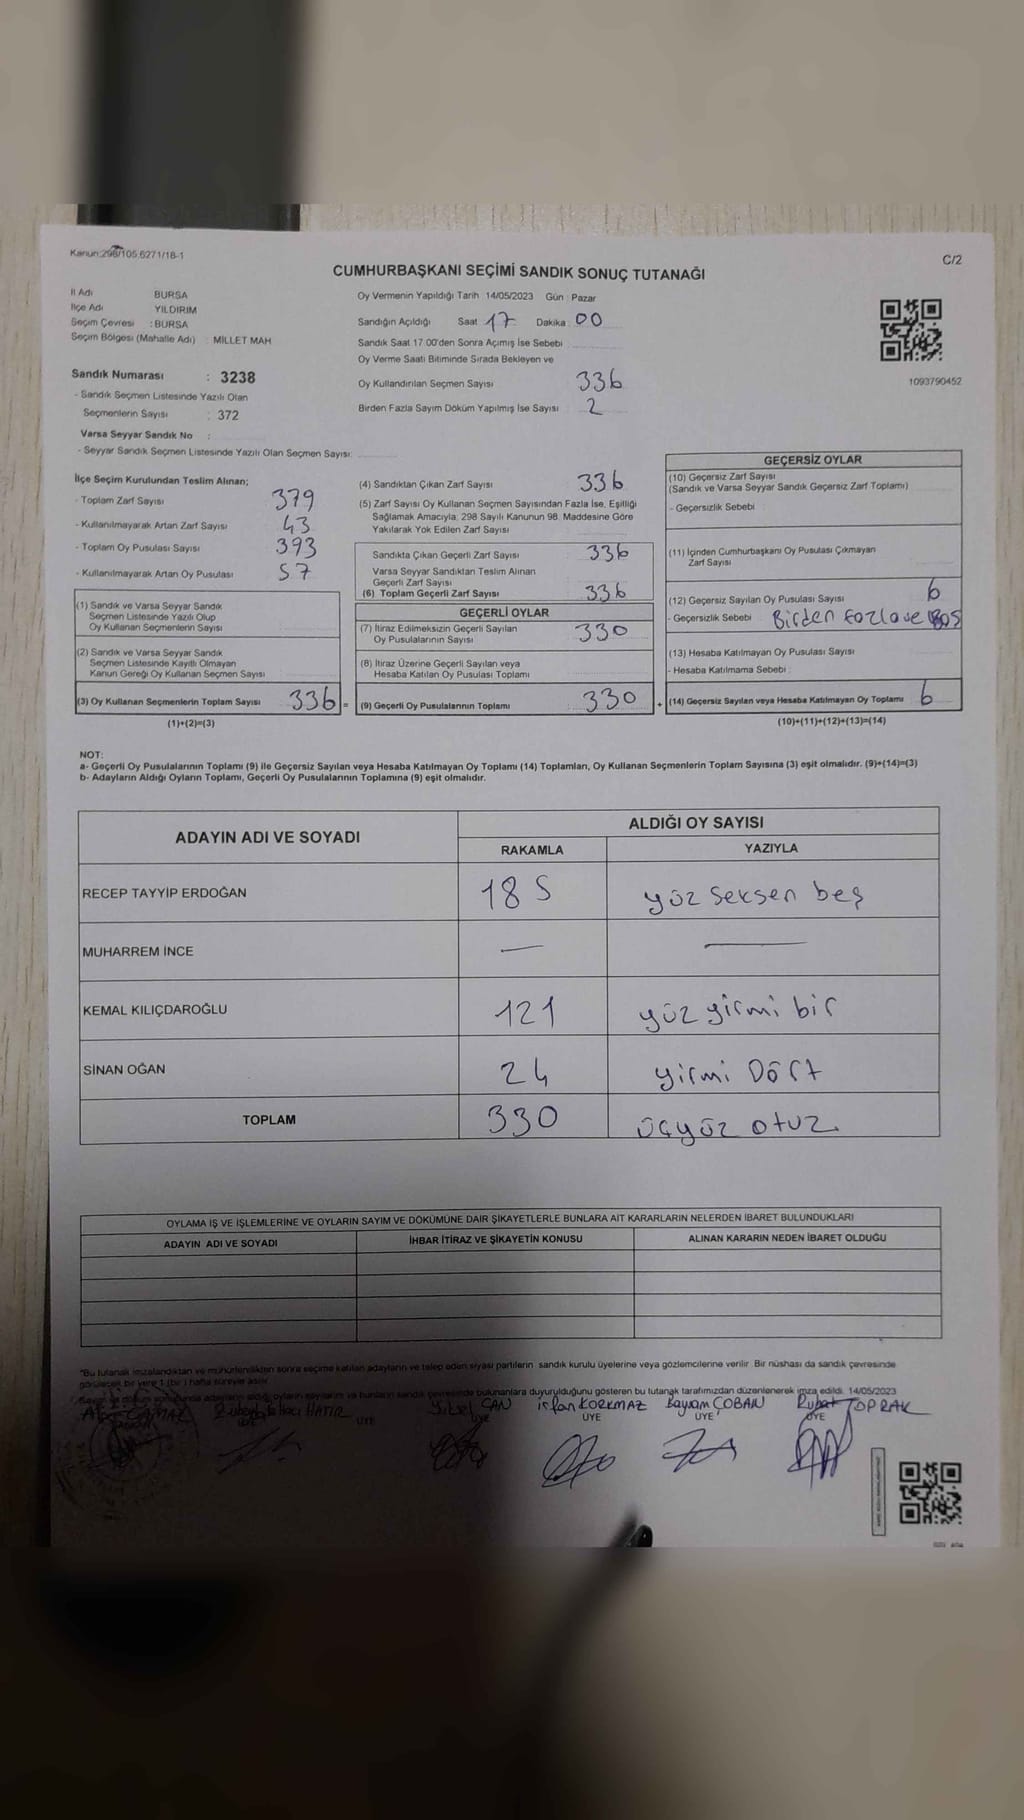 Kanun:298/105.6271/18-1
C/2
CUMHURBAŞKANI SEÇİMİ SANDIK SONUÇ TUTANAĞI
İl Adı BURSA
İlçe Adı YILDIRIM
Seçim Çevresi : BURSA
Seçim Bölgesi (Mahalle Adı) : MİLLET MAH
Sandık Numarası : 3238
- Sandık Seçmen Listesinde Yazılı Olan
Seçmenlerin Sayısı : 372
Varsa Seyyar Sandık No :
- Seyyar Sandık Seçmen Listesinde Yazılı Olan Seçmen Sayısı:
Oy Vermenin Yapıldığı Tarih 14/05/2023 Gün : Pazar
Sandığın Açıldığı Saat 17 Dakika : 00
Sandık Saat 17.00'den Sonra Açımış İse Sebebi
Oy Verme Saati Bitiminde Sırada Bekleyen ve
Oy Kullandırılan Seçmen Sayısı 336
Birden Fazla Sayım Döküm Yapılmış İse Sayısı 2
1093790452
İlçe Seçim Kurulundan Teslim Alınan;
- Toplam Zarf Sayısı 379
- Kullanılmayarak Artan Zarf Sayısı 43
- Toplam Oy Pusulası Sayısı 393
- Kullanılmayarak Artan Oy Pusulası 57
(1) Sandık ve Varsa Seyyar Sandık
Seçmen Listesinde Yazılı Olup
Oy Kullanan Seçmenlerin Sayısı
(2) Sandık ve Varsa Seyyar Sandık
Seçmen Listesinde Kayıtlı Olmayan
Kanun Gereği Oy Kullanan Seçmen Sayısı
(3) Oy Kullanan Seçmenlerin Toplam Sayısı 336 =
(1)+(2)=(3)
(4) Sandıktan Çıkan Zarf Sayısı 336
(5) Zarf Sayısı Oy Kullanan Seçmen Sayısından Fazla İse, Eşitliği
Sağlamak Amacıyla; 298 Sayılı Kanunun 98. Maddesine Göre
Yakılarak Yok Edilen Zarf Sayısı
Sandıkta Çıkan Geçerli Zarf Sayısı 336
Varsa Seyyar Sandıktan Teslim Alınan
Geçerli Zarf Sayısı
(6) Toplam Geçerli Zarf Sayısı 336
GEÇERLİ OYLAR
(7) İtiraz Edilmeksizin Geçerli Sayılan
Oy Pusulalarının Sayısı 330
(8) İtiraz Üzerine Geçerli Sayılan veya
Hesaba Katılan Oy Pusulası Toplamı
(9) Geçerli Oy Pusulalarının Toplamı 330 +
GEÇERSİZ OYLAR
(10) Geçersiz Zarf Sayısı
(Sandık ve Varsa Seyyar Sandık Geçersiz Zarf Toplamı)
- Geçersizlik Sebebi :
(11) İçinden Cumhurbaşkanı Oy Pusulası Çıkmayan
Zarf Sayısı
(12) Geçersiz Sayılan Oy Pusulası Sayısı 6
- Geçersizlik Sebebi Birden fazla ve Boş
(13) Hesaba Katılmayan Oy Pusulası Sayısı
- Hesaba Katılmama Sebebi :
(14) Geçersiz Sayılan veya Hesaba Katılmayan Oy Toplamı 6
(10)+(11)+(12)+(13)=(14)
NOT:
a- Geçerli Oy Pusulalarının Toplamı (9) ile Geçersiz Sayılan veya Hesaba Katılmayan Oy Toplamı (14) Toplamları, Oy Kullanan Seçmenlerin Toplam Sayısına (3) eşit olmalıdır. (9)+(14)=(3)
b- Adayların Aldığı Oyların Toplamı, Geçerli Oy Pusulalarının Toplamına (9) eşit olmalıdır.
ADAYIN ADI VE SOYADI ALDIĞI OY SAYISI
RAKAMLA YAZIYLA
RECEP TAYYİP ERDOĞAN 185 yüz seksen beş
MUHARREM İNCE — —
KEMAL KILIÇDAROĞLU 121 yüz yirmi bir
SİNAN OĞAN 24 yirmi Dört
TOPLAM 330 üçyüz otuz
OYLAMA İŞ VE İŞLEMLERİNE VE OYLARIN SAYIM VE DÖKÜMÜNE DAİR ŞİKAYETLERLE BUNLARA AİT KARARLARIN NELERDEN İBARET BULUNDUKLARI
ADAYIN ADI VE SOYADI İHBAR İTİRAZ VE ŞİKAYETİN KONUSU ALINAN KARARIN NEDEN İBARET OLDUĞU
"Bu tutanak imzalandıktan ve mühürlendikten sonra seçime katılan adayların ve talep eden siyasi partilerin sandık kurulu üyelerine veya gözlemcilerine verilir. Bir nüshası da sandık çevresinde
görülecek bir yere 1 (bir) hafta süreyle asılır.
oyların sayılarını ve bunların sandık çevresinde bulunanlara duyurulduğunu gösteren bu tutanak tarafımızdan düzenlenerek imza edildi. 14/05/2023
HATIR Sibel CAN irfan KORKMAZ Bayram ÇOBAN TOPRAK
ÜYE ÜYE ÜYE ÜYE ÜYE